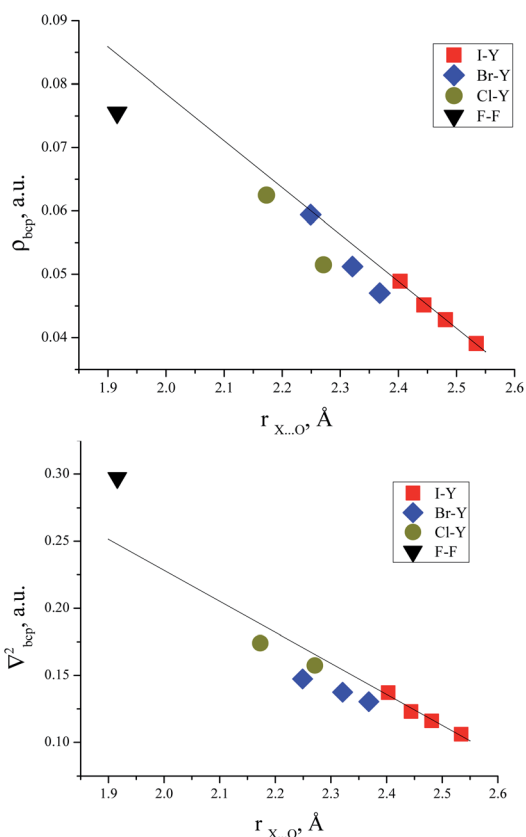 0.09
0.08
0.07
0.06
0.05
0.04
ρbcp, a.u.
I-Y
Br-Y
Cl-Y
F-F
1.9 2.0 2.1 2.2 2.3 2.4 2.5 2.6
r X...O, Å
0.30
0.25
0.20
0.15
0.10
∇²bcp, a.u.
I-Y
Br-Y
Cl-Y
F-F
1.9 2.0 2.1 2.2 2.3 2.4 2.5 2.6
r X...O, Å